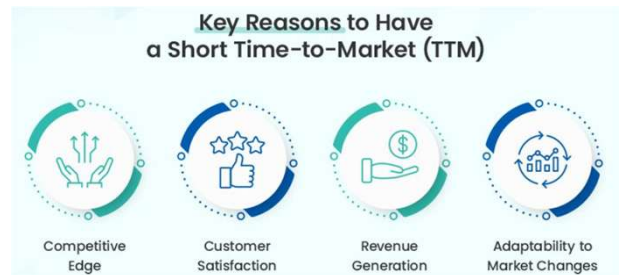 Key Reasons to Have
a Short Time-to-Market (TTM)
$
Competitive
Edge
Customer
Satisfaction
Revenue
Generation
Adaptability to
Market Changes